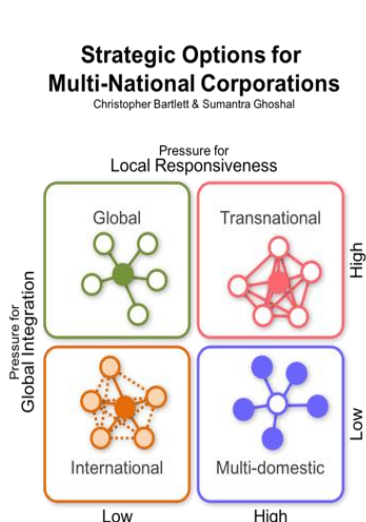 Strategic Options for
Multi-National Corporations
Christopher Bartlett & Sumantra Ghoshal
Pressure for
Local Responsiveness
Global
Transnational
High
Pressure for
Global Integration
International
Multi-domestic
Low
Low
High